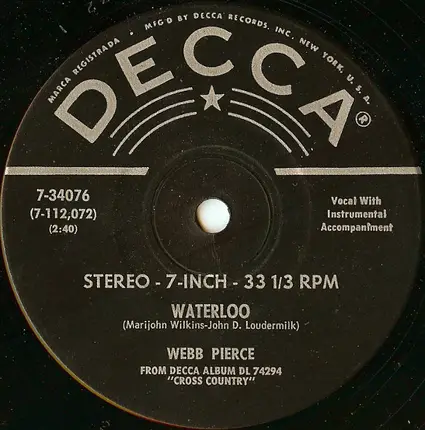 MARCA REGISTRADA • MFG'D BY DECCA RECORDS, INC., NEW YORK, U. S. A.
DECCA®
7-34076
(7-112,072)
(2:40)
Vocal With
Instrumental
Accompaniment
STEREO - 7-INCH - 33 1/3 RPM
WATERLOO
(Marijohn Wilkins-John D. Loudermilk)
WEBB PIERCE
FROM DECCA ALBUM DL 74294
"CROSS COUNTRY"